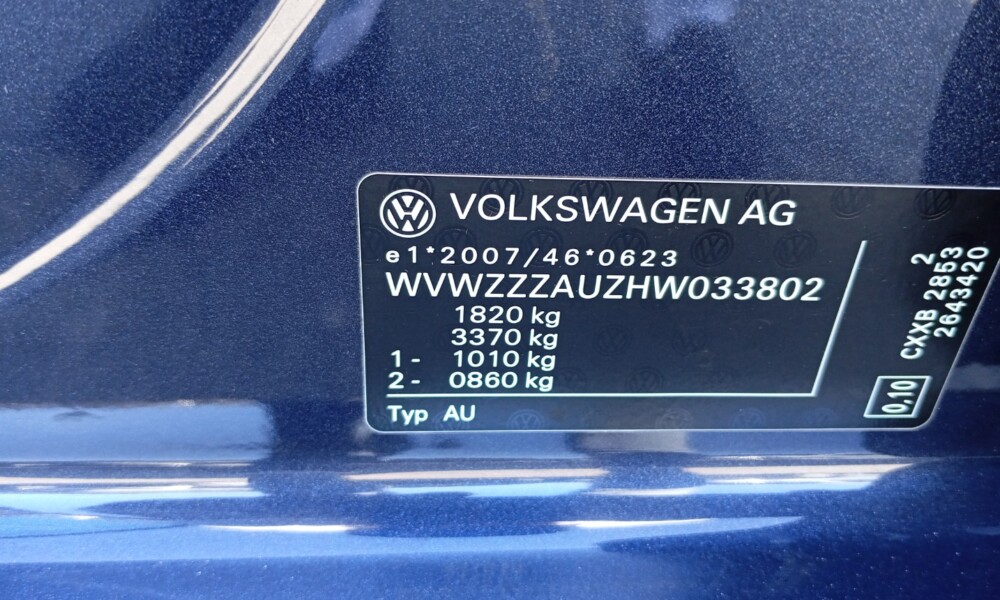 VOLKSWAGEN AG
e1*2007/46*0623
WVWZZZAUZHW033802
1820 kg
3370 kg
1 - 1010 kg
2 - 0860 kg
Typ AU
2
CXXB 2853
2643420
0,10